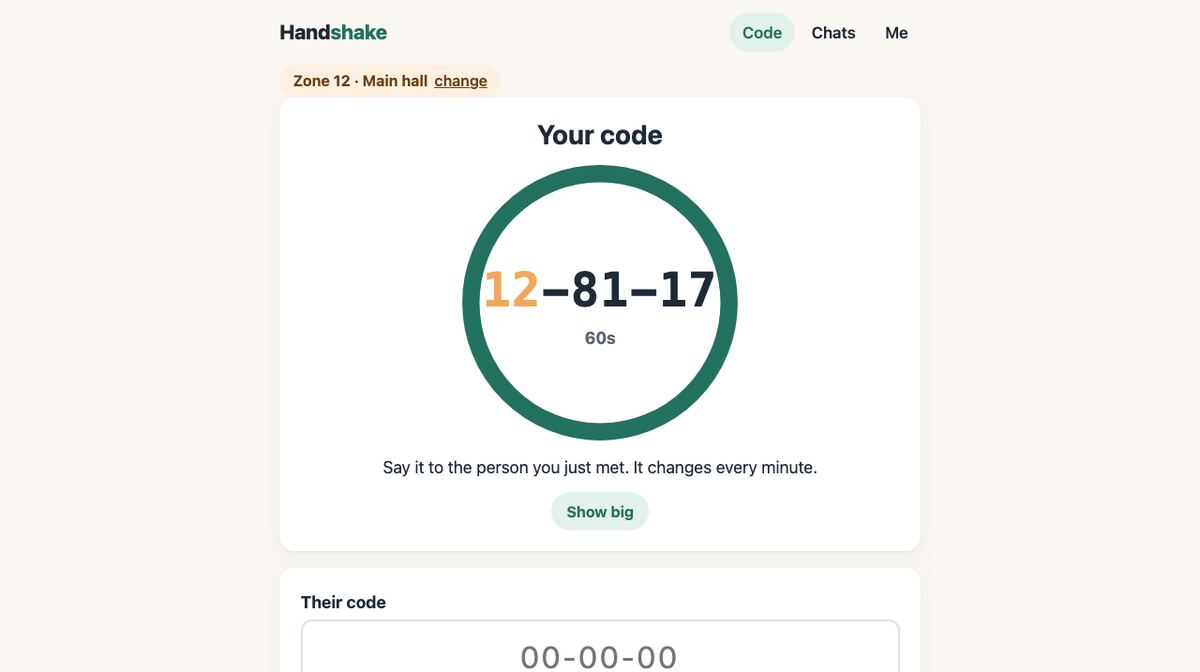 Handshake
Code Chats Me
Zone 12 · Main hall change
Your code
12–81–17
60s
Say it to the person you just met. It changes every minute.
Show big
Their code
00-00-00